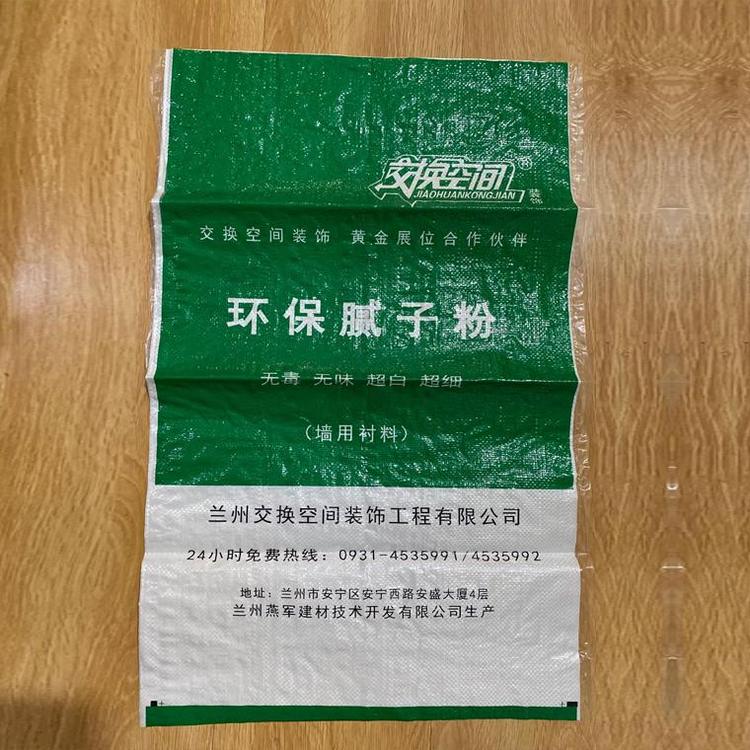 交换空间®
JIAOHUANKONGJIAN
装饰
交换空间装饰 黄金展位合作伙伴
环保腻子粉
无毒 无味 超白 超细
（墙用衬料）
兰州交换空间装饰工程有限公司
24小时免费热线：0931-4535991/4535992
地址：兰州市安宁区安宁西路安盛大厦4层
兰州燕军建材技术开发有限公司生产